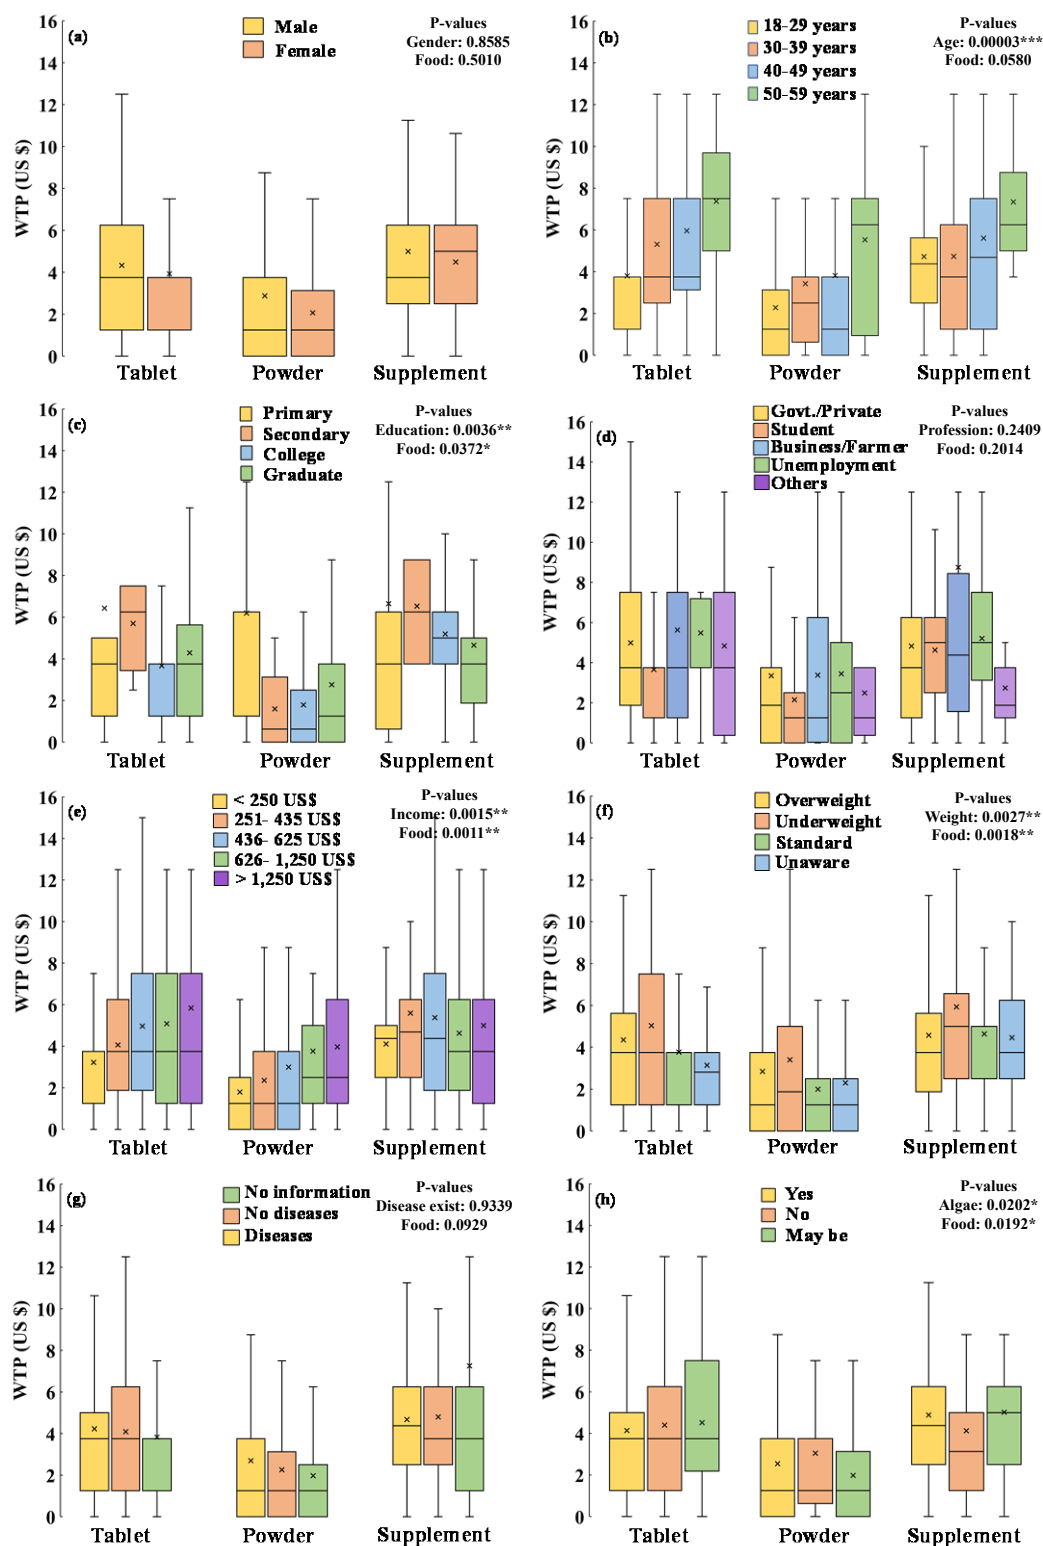 (a)
Male
Female
P-values
Gender: 0.8585
Food: 0.5010
WTP (US $)
16
14
12
10
8
6
4
2
0
Tablet
Powder
Supplement
(b)
18-29 years
30-39 years
40-49 years
50-59 years
P-values
Age: 0.00003***
Food: 0.0580
WTP (US $)
16
14
12
10
8
6
4
2
0
Tablet
Powder
Supplement
(c)
Primary
Secondary
College
Graduate
P-values
Education: 0.0036**
Food: 0.0372*
WTP (US $)
16
14
12
10
8
6
4
2
0
Tablet
Powder
Supplement
(d)
Govt./Private
Student
Business/Farmer
Unemployment
Others
P-values
Profession: 0.2409
Food: 0.2014
WTP (US $)
16
14
12
10
8
6
4
2
0
Tablet
Powder
Supplement
(e)
< 250 US$
251- 435 US$
436- 625 US$
626- 1,250 US$
> 1,250 US$
P-values
Income: 0.0015**
Food: 0.0011**
WTP (US $)
16
14
12
10
8
6
4
2
0
Tablet
Powder
Supplement
(f)
Overweight
Underweight
Standard
Unaware
P-values
Weight: 0.0027**
Food: 0.0018**
WTP (US $)
16
14
12
10
8
6
4
2
0
Tablet
Powder
Supplement
(g)
No information
No diseases
Diseases
P-values
Disease exist: 0.9339
Food: 0.0929
WTP (US $)
16
14
12
10
8
6
4
2
0
Tablet
Powder
Supplement
(h)
Yes
No
May be
P-values
Algae: 0.0202*
Food: 0.0192*
WTP (US $)
16
14
12
10
8
6
4
2
0
Tablet
Powder
Supplement